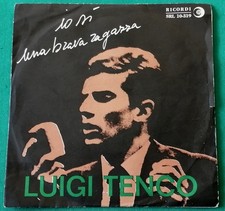 io sì
una brava ragazza
RICORDI
SRL 10-329
LUIGI TENCO